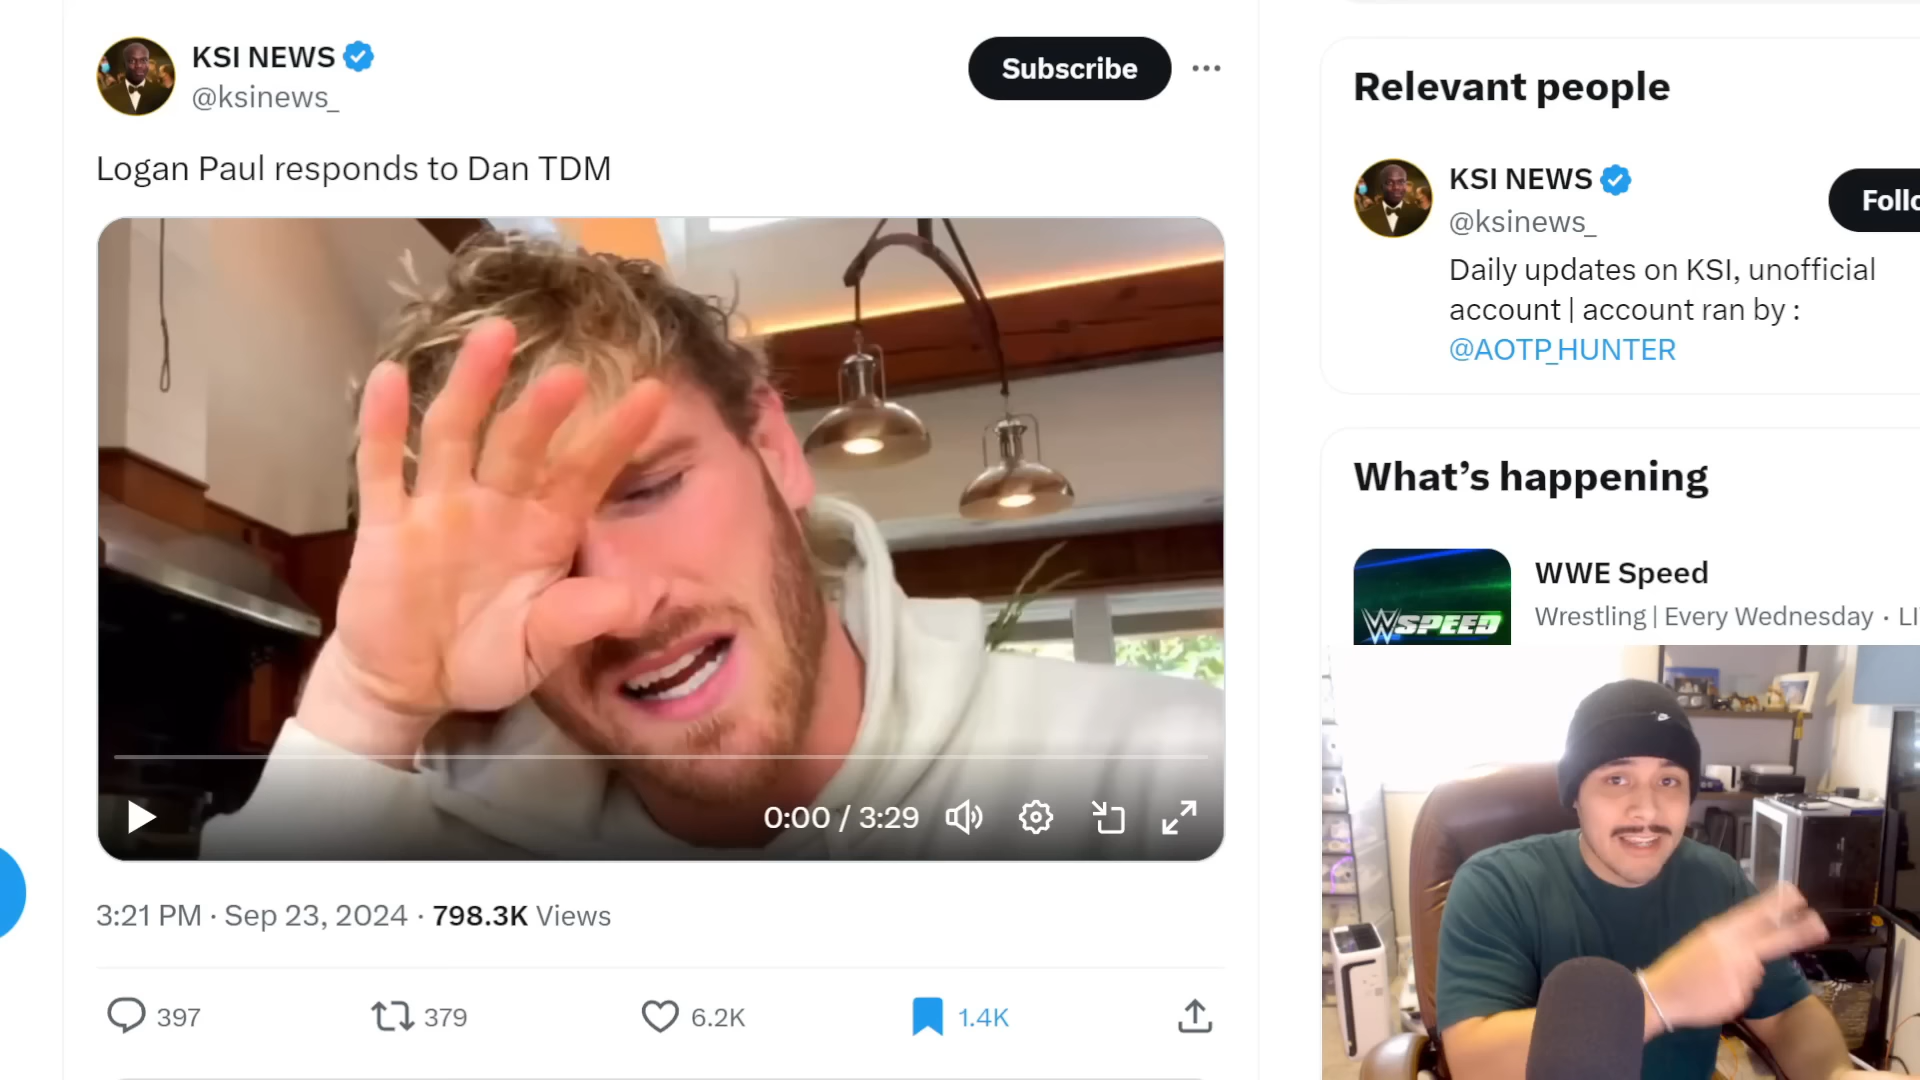 KSI NEWS
@ksinews_
Subscribe
Logan Paul responds to Dan TDM
0:00 / 3:29
3:21 PM · Sep 23, 2024 · 798.3K Views
397
379
6.2K
1.4K
Relevant people
KSI NEWS
@ksinews_
Daily updates on KSI, unofficial
account | account ran by :
@AOTP_HUNTER
What's happening
WWE Speed
Wrestling | Every Wednesday ·
W SPEED